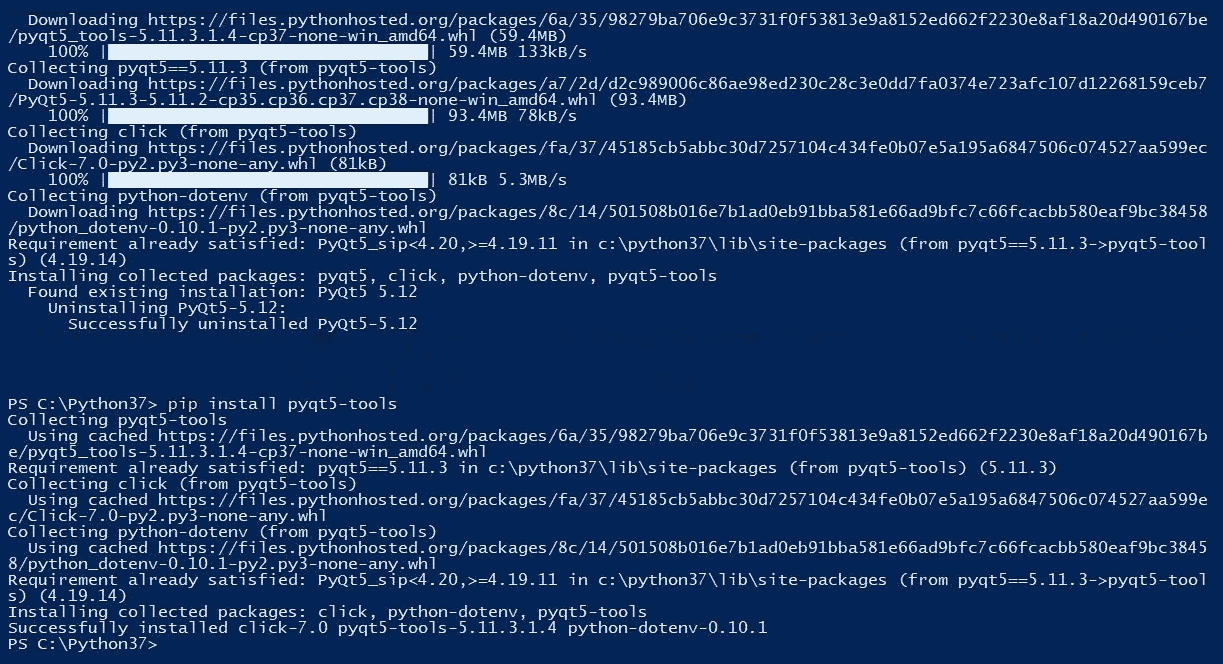 Downloading https://files.pythonhosted.org/packages/6a/35/98279ba706e9c3731f0f53813e9a8152ed662f2230e8af18a20d490167be
/pyqt5_tools-5.11.3.1.4-cp37-none-win_amd64.whl (59.4MB)
100% |████████████████████████████████| 59.4MB 133kB/s
Collecting pyqt5==5.11.3 (from pyqt5-tools)
Downloading https://files.pythonhosted.org/packages/a7/2d/d2c989006c86ae98ed230c28c3e0dd7fa0374e723afc107d12268159ceb7
/PyQt5-5.11.3-5.11.2-cp35.cp36.cp37.cp38-none-win_amd64.whl (93.4MB)
100% |████████████████████████████████| 93.4MB 78kB/s
Collecting click (from pyqt5-tools)
Downloading https://files.pythonhosted.org/packages/fa/37/45185cb5abbc30d7257104c434fe0b07e5a195a6847506c074527aa599ec
/Click-7.0-py2.py3-none-any.whl (81kB)
100% |████████████████████████████████| 81kB 5.3MB/s
Collecting python-dotenv (from pyqt5-tools)
Downloading https://files.pythonhosted.org/packages/8c/14/501508b016e7b1ad0eb91bba581e66ad9bfc7c66fcacbb580eaf9bc38458
/python_dotenv-0.10.1-py2.py3-none-any.whl
Requirement already satisfied: PyQt5_sip<4.20,>=4.19.11 in c:\python37\lib\site-packages (from pyqt5==5.11.3->pyqt5-tool
s) (4.19.14)
Installing collected packages: pyqt5, click, python-dotenv, pyqt5-tools
Found existing installation: PyQt5 5.12
Uninstalling PyQt5-5.12:
Successfully uninstalled PyQt5-5.12
PS C:\Python37> pip install pyqt5-tools
Collecting pyqt5-tools
Using cached https://files.pythonhosted.org/packages/6a/35/98279ba706e9c3731f0f53813e9a8152ed662f2230e8af18a20d490167b
e/pyqt5_tools-5.11.3.1.4-cp37-none-win_amd64.whl
Requirement already satisfied: pyqt5==5.11.3 in c:\python37\lib\site-packages (from pyqt5-tools) (5.11.3)
Collecting click (from pyqt5-tools)
Using cached https://files.pythonhosted.org/packages/fa/37/45185cb5abbc30d7257104c434fe0b07e5a195a6847506c074527aa599e
c/Click-7.0-py2.py3-none-any.whl
Collecting python-dotenv (from pyqt5-tools)
Using cached https://files.pythonhosted.org/packages/8c/14/501508b016e7b1ad0eb91bba581e66ad9bfc7c66fcacbb580eaf9bc3845
8/python_dotenv-0.10.1-py2.py3-none-any.whl
Requirement already satisfied: PyQt5_sip<4.20,>=4.19.11 in c:\python37\lib\site-packages (from pyqt5==5.11.3->pyqt5-tool
s) (4.19.14)
Installing collected packages: click, python-dotenv, pyqt5-tools
Successfully installed click-7.0 pyqt5-tools-5.11.3.1.4 python-dotenv-0.10.1
PS C:\Python37>